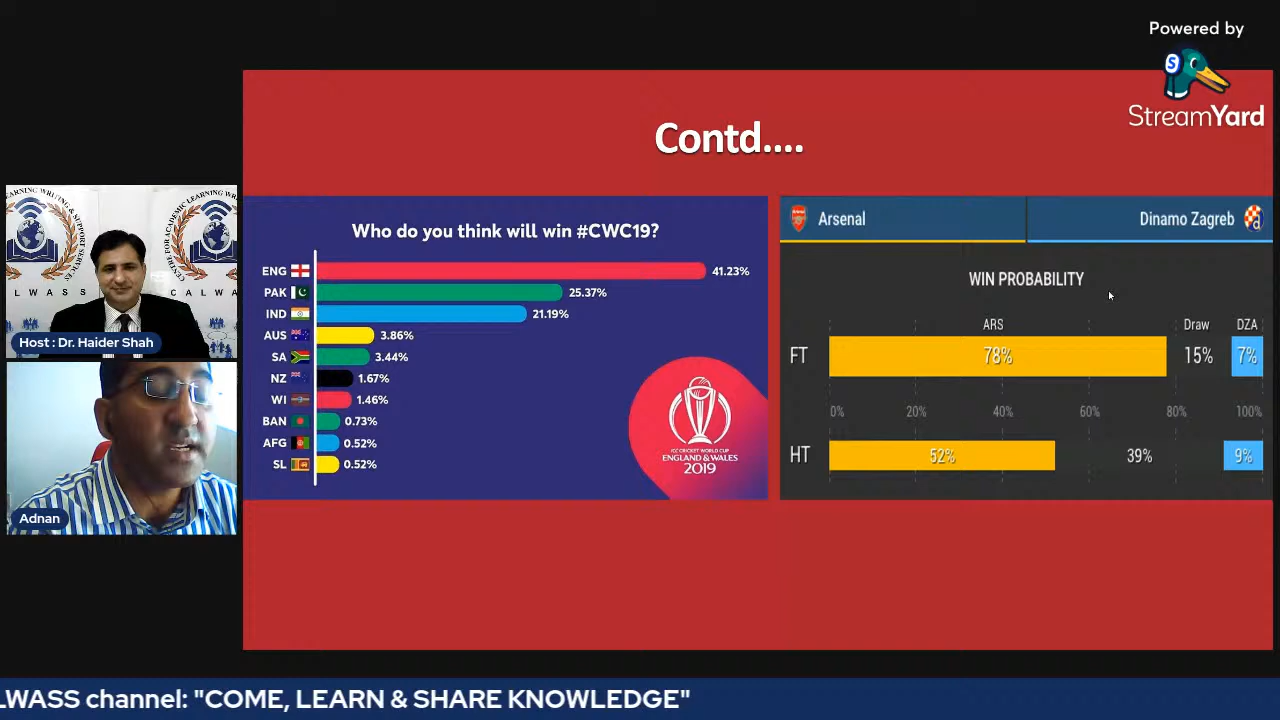 Powered by
StreamYard
Contd....
Who do you think will win #CWC19?
ENG 41.23%
PAK 25.37%
IND 21.19%
AUS 3.86%
SA 3.44%
NZ 1.67%
WI 1.46%
BAN 0.73%
AFG 0.52%
SL 0.52%
ICC CRICKET WORLD CUP
ENGLAND & WALES
2019
Arsenal
Dinamo Zagreb
WIN PROBABILITY
ARS Draw DZA
FT 78% 15% 7%
0% 20% 40% 60% 80% 100%
HT 52% 39% 9%
LWASS CALWASS
Host : Dr. Haider Shah
Adnan
LWASS channel: "COME, LEARN & SHARE KNOWLEDGE"